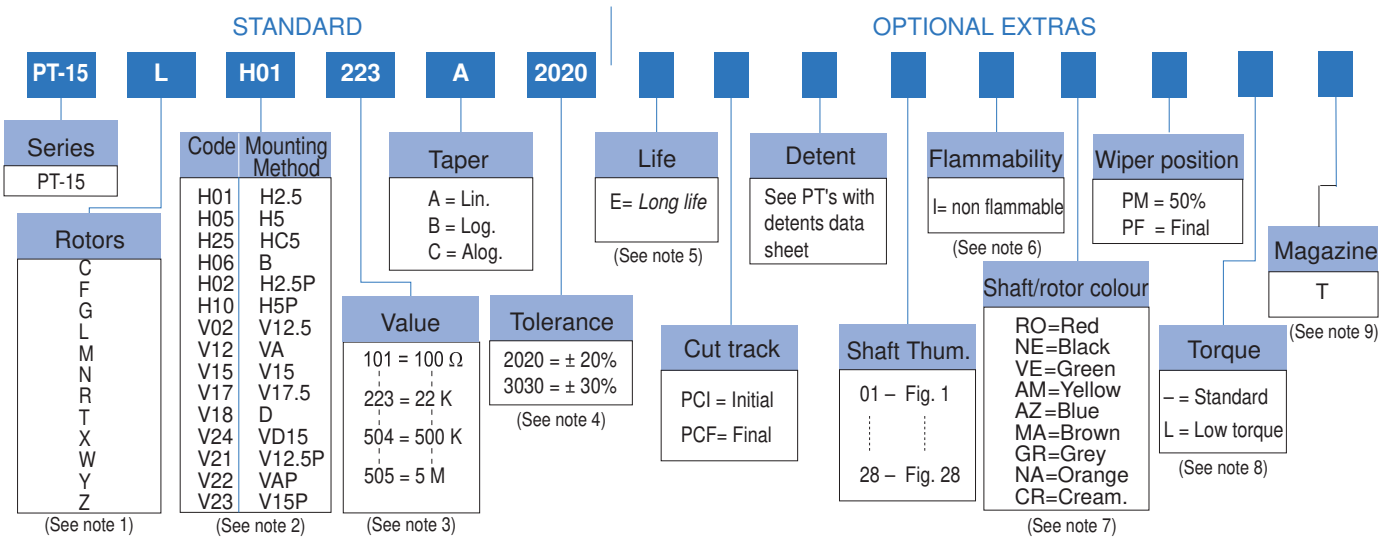 STANDARD
OPTIONAL EXTRAS
PT-15 L H01 223 A 2020
Series
PT-15
Rotors
C
F
G
L
M
N
R
T
X
W
Y
Z
(See note 1)
Code Mounting Method
H01 H2.5
H05 H5
H25 HC5
H06 B
H02 H2.5P
H10 H5P
V02 V12.5
V12 VA
V15 V15
V17 V17.5
V18 D
V24 VD15
V21 V12.5P
V22 VAP
V23 V15P
(See note 2)
Value
101 = 100 Ω
223 = 22 K
504 = 500 K
505 = 5 M
(See note 3)
Taper
A = Lin.
B = Log.
C = Alog.
Tolerance
2020 = ± 20%
3030 = ± 30%
(See note 4)
Life
E= Long life
(See note 5)
Cut track
PCI = Initial
PCF= Final
Detent
See PT's with
detents data
sheet
Shaft Thum.
01 – Fig. 1
28 – Fig. 28
Flammability
I= non flammable
(See note 6)
Shaft/rotor colour
RO=Red
NE=Black
VE=Green
AM=Yellow
AZ=Blue
MA=Brown
GR=Grey
NA=Orange
CR=Cream.
(See note 7)
Wiper position
PM = 50%
PF = Final
Torque
– = Standard
L = Low torque
(See note 8)
Magazine
T
(See note 9)